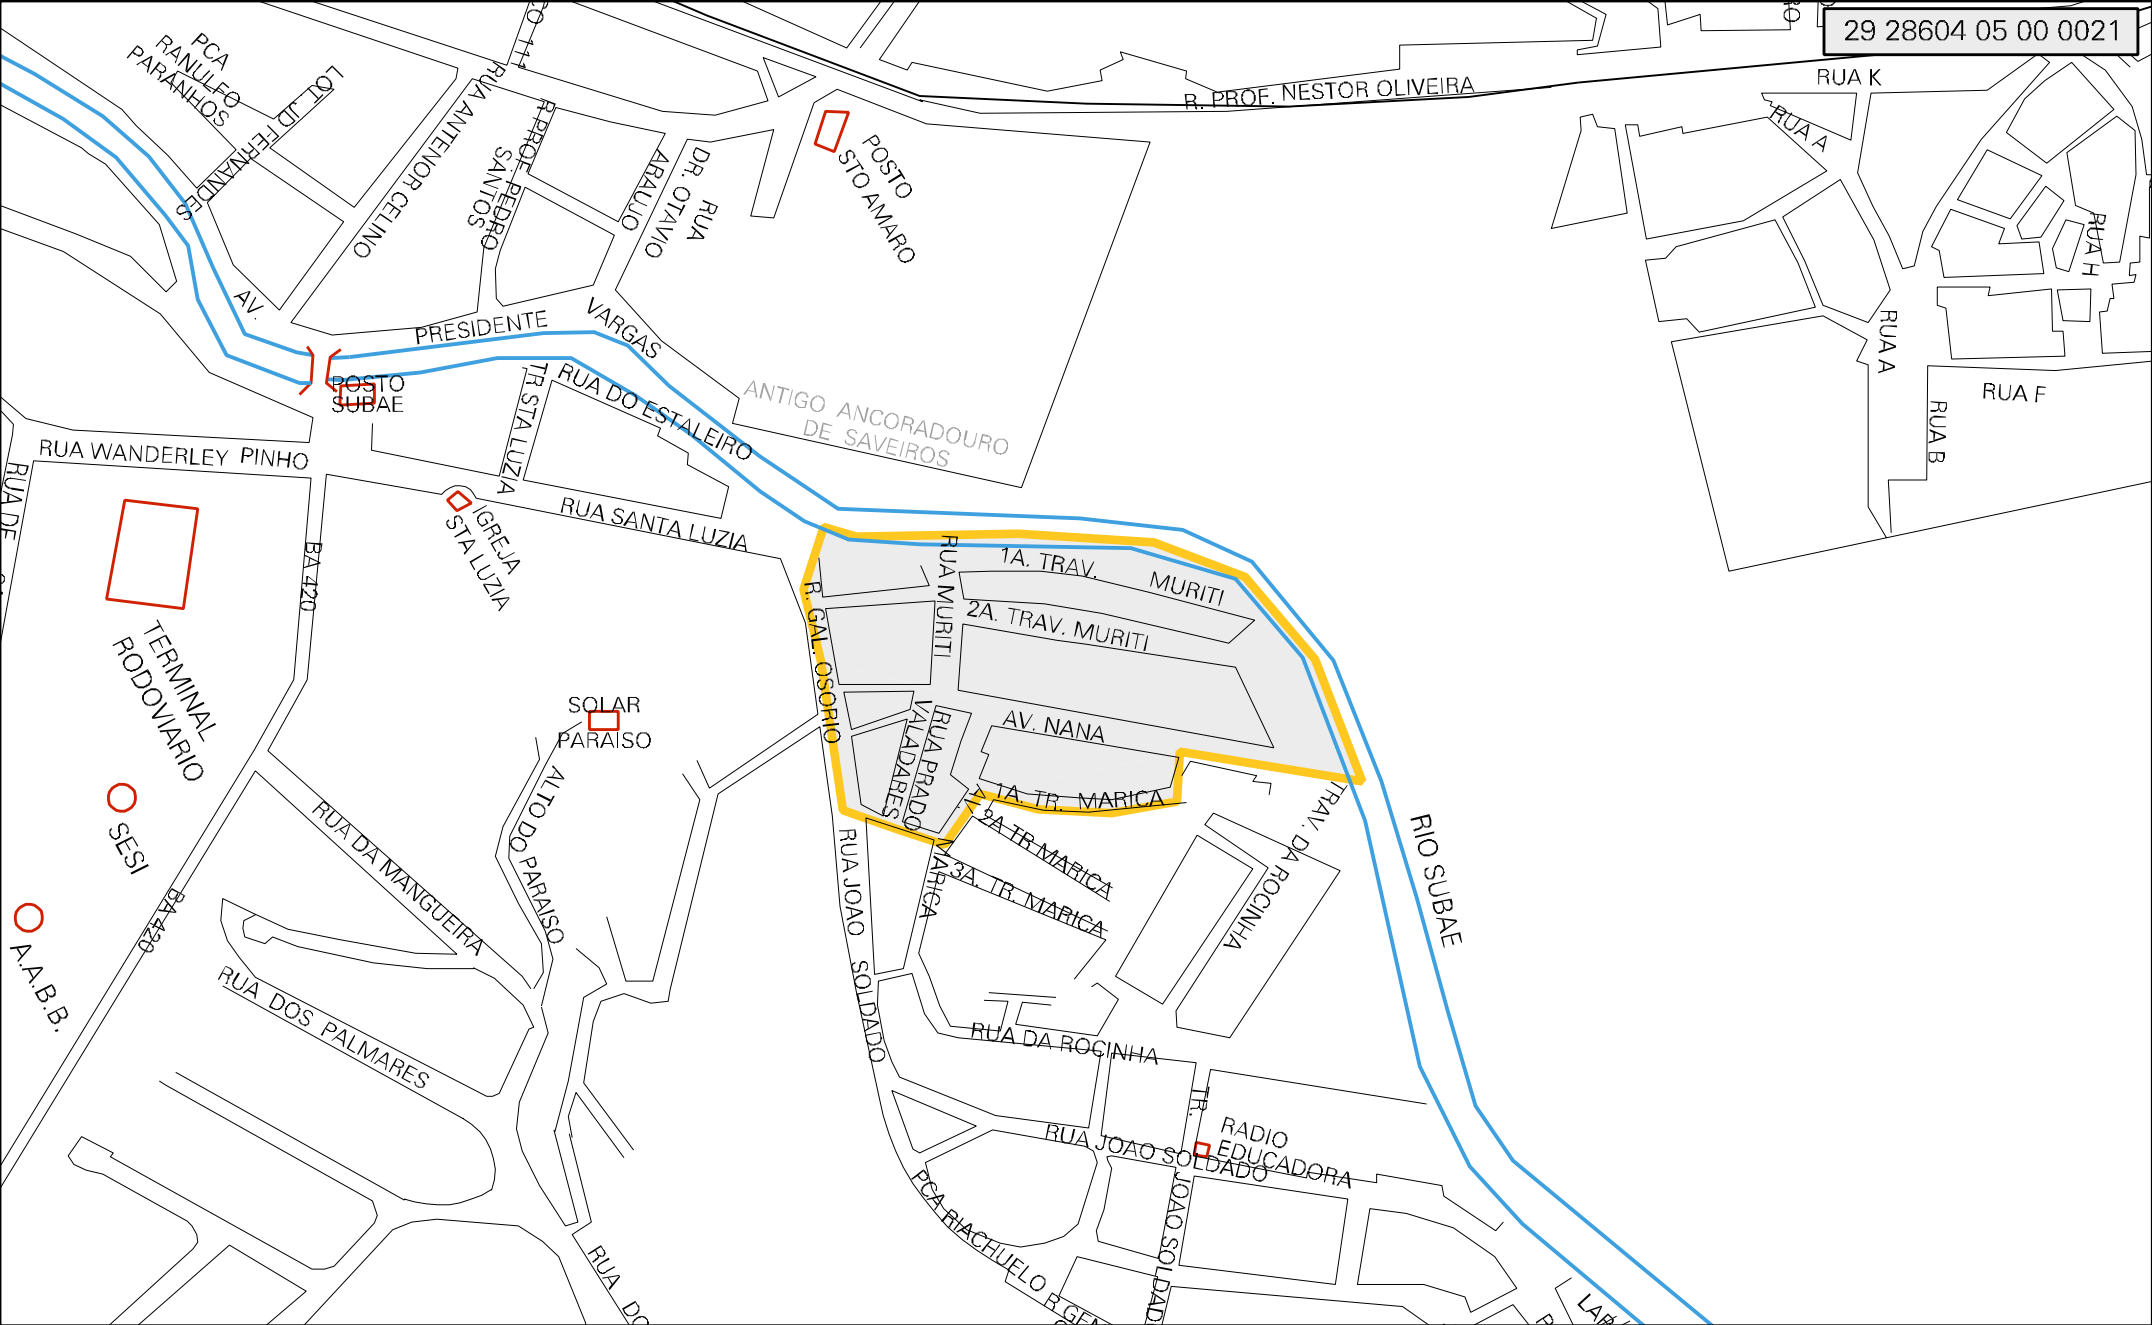 29 28604 05 00 0021
PCA
RANULFO
PARANHOS
LOT JD FERNANDES
RUA ANTENOR CELINO
R PROF PEDRO
SANTOS
RUA
DR. OTAVIO
ARAUJO
POSTO
STO AMARO
R. PROF. NESTOR OLIVEIRA
RUA K
RUA A
RUA H
RUA A
RUA F
RUA B
AV.
PRESIDENTE
VARGAS
POSTO
SUBAE
TR STA LUZIA
RUA DO ESTALEIRO
ANTIGO ANCORADOURO
DE SAVEIROS
RUA WANDERLEY PINHO
RUA DE
RUA SANTA LUZIA
IGREJA
STA LUZIA
BA 420
TERMINAL
RODOVIARIO
RUA MURITI
1A. TRAV. MURITI
2A. TRAV. MURITI
R. GAL. OSORIO
AV. NANA
RUA PRADO
VALADARES
1A. TR. MARICA
2A TR MARICA
3A. TR. MARICA
MARICA
SOLAR
PARAISO
ALTO DO PARAISO
SESI
A.A.B.B.
BA 420
RUA DA MANGUEIRA
RUA DOS PALMARES
RUA JOAO SOLDADO
TRAV. DA ROCINHA
RIO SUBAE
RUA DA ROCINHA
TR.
JOAO SOLDAD
RADIO
EDUCADORA
RUA JOAO SOLDADO
PCA RIACHUELO
R GEN
RUA DO